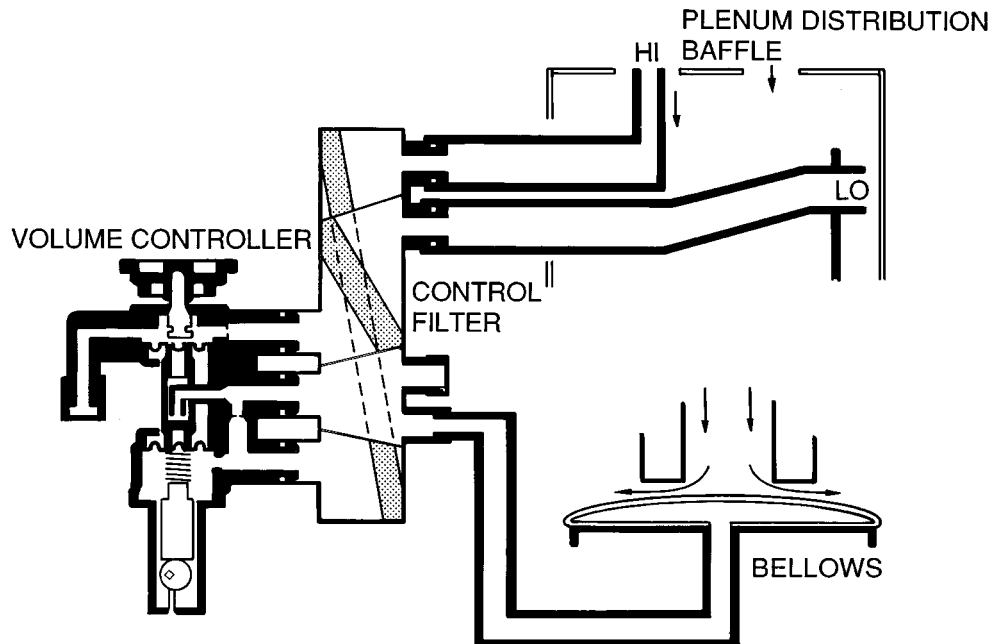 PLENUM DISTRIBUTION
BAFFLE
HI
LO
VOLUME CONTROLLER
CONTROL
FILTER
BELLOWS